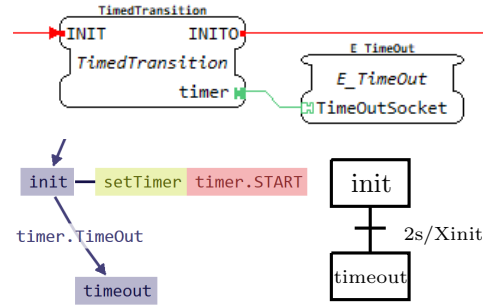 TimedTransition
INIT INITO
TimedTransition
timer
E_TimeOut
E_TimeOut
TimeOutSocket
init setTimer timer.START
timer.TimeOut
timeout
init
2s/Xinit
timeout